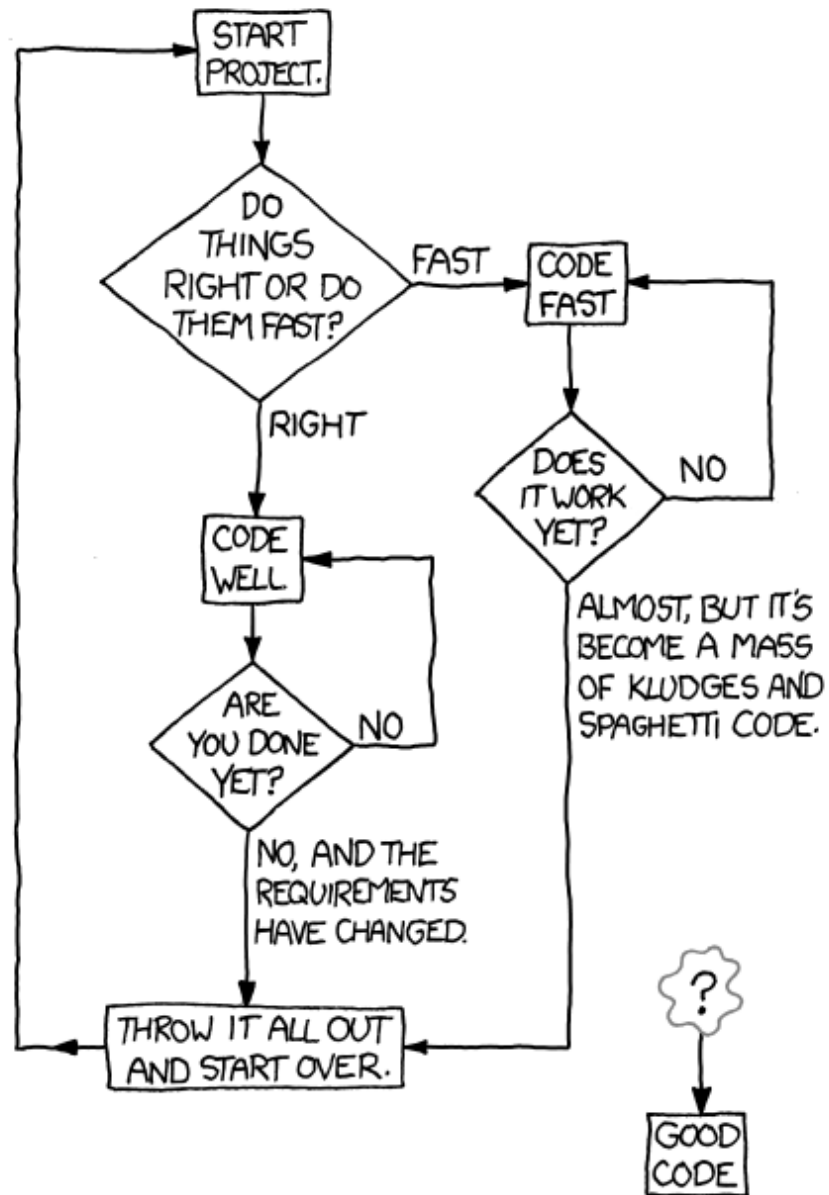 START
PROJECT.
DO
THINGS
RIGHT OR DO
THEM FAST?
FAST
CODE
FAST
RIGHT
DOES
IT WORK
YET?
NO
CODE
WELL.
ALMOST, BUT IT'S
BECOME A MASS
OF KLUDGES AND
SPAGHETTI CODE.
ARE
YOU DONE
YET?
NO
NO, AND THE
REQUIREMENTS
HAVE CHANGED.
THROW IT ALL OUT
AND START OVER.
?
GOOD
CODE